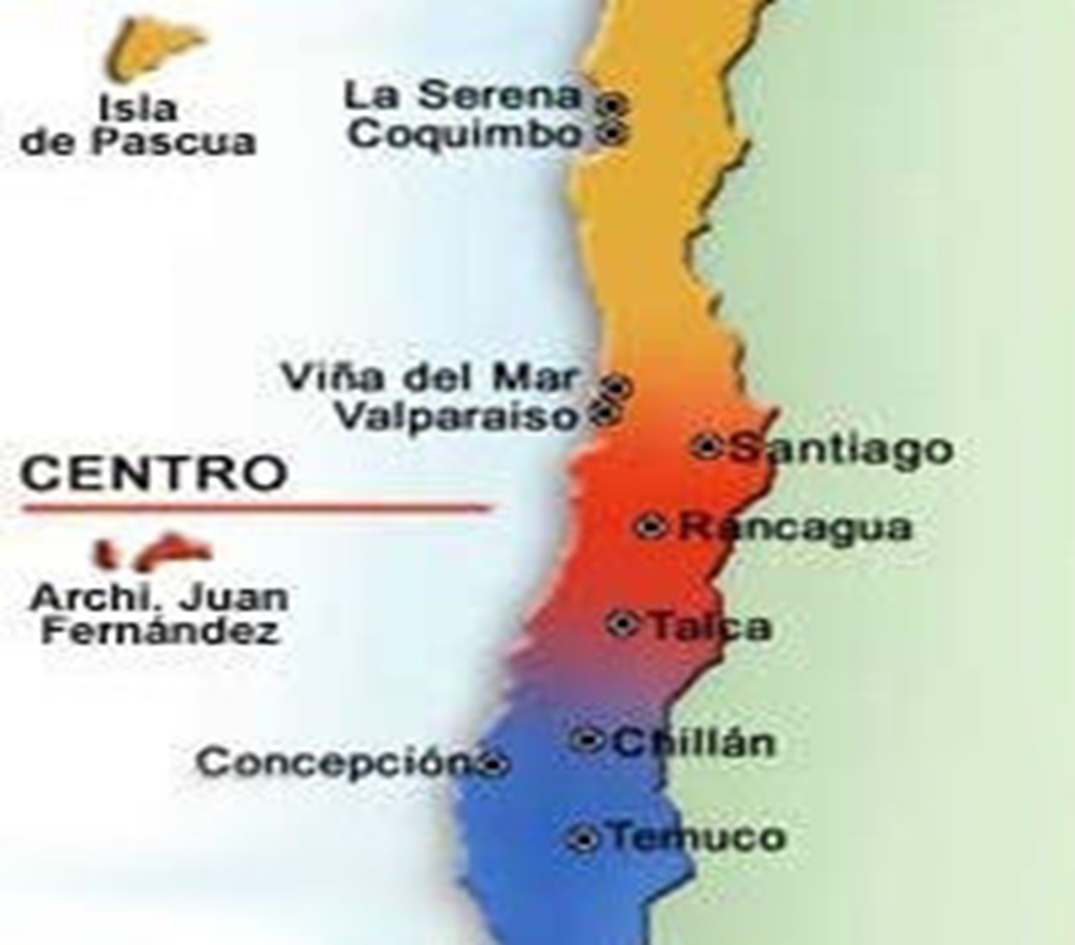 Isla
de Pascua
La Serena
Coquimbo
Viña del Mar
Valparaiso
Santiago
CENTRO
Rancagua
Archi. Juan
Fernández
Talca
Chillán
Concepción
Temuco